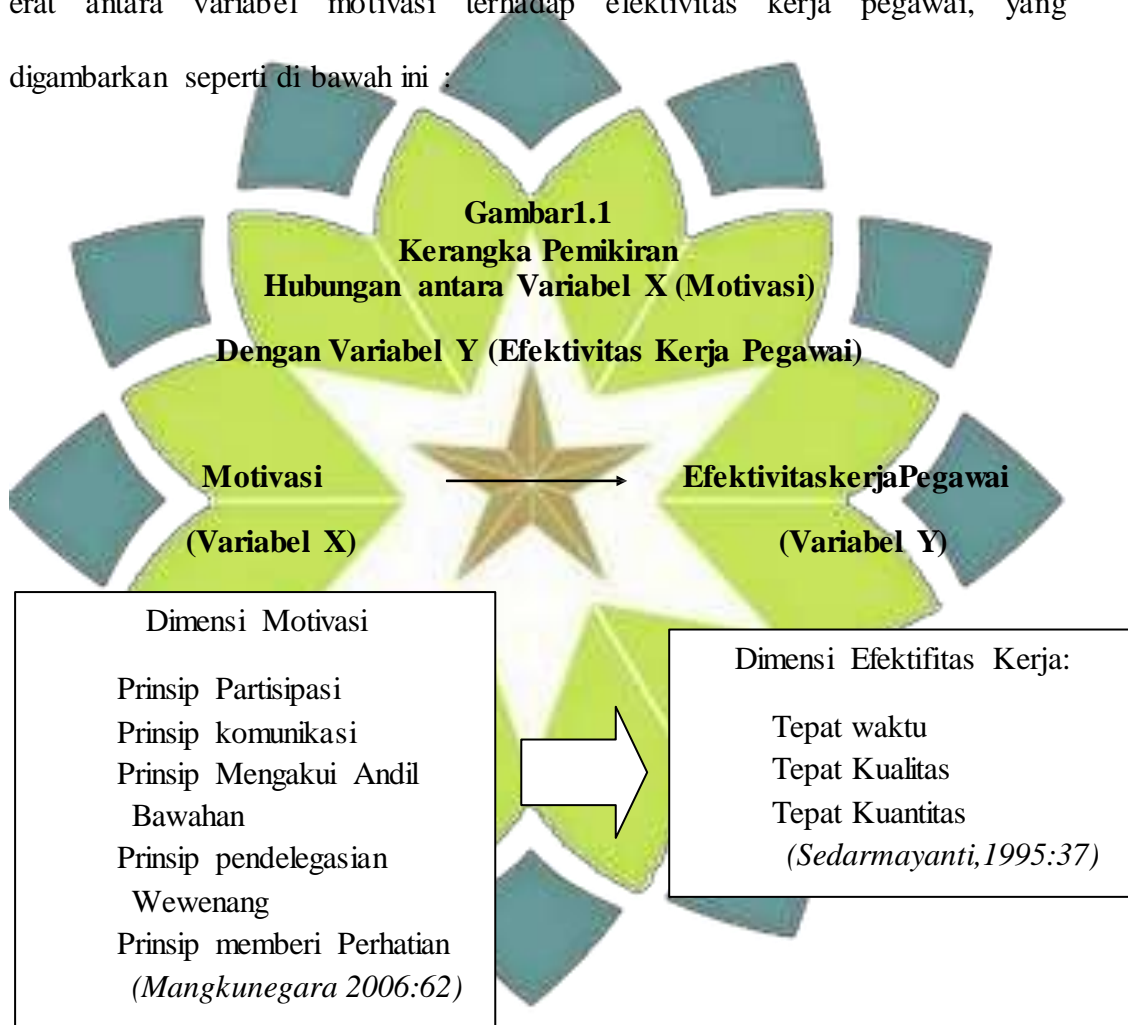 erat antara variabel motivasi terhadap efektivitas kerja pegawai, yang
digambarkan seperti di bawah ini :
Gambar1.1
Kerangka Pemikiran
Hubungan antara Variabel X (Motivasi)
Dengan Variabel Y (Efektivitas Kerja Pegawai)
Motivasi
(Variabel X)
EfektivitaskerjaPegawai
(Variabel Y)
Dimensi Motivasi
Prinsip Partisipasi
Prinsip komunikasi
Prinsip Mengakui Andil
Bawahan
Prinsip pendelegasian
Wewenang
Prinsip memberi Perhatian
(Mangkunegara 2006:62)
Dimensi Efektifitas Kerja:
Tepat waktu
Tepat Kualitas
Tepat Kuantitas
(Sedarmayanti,1995:37)